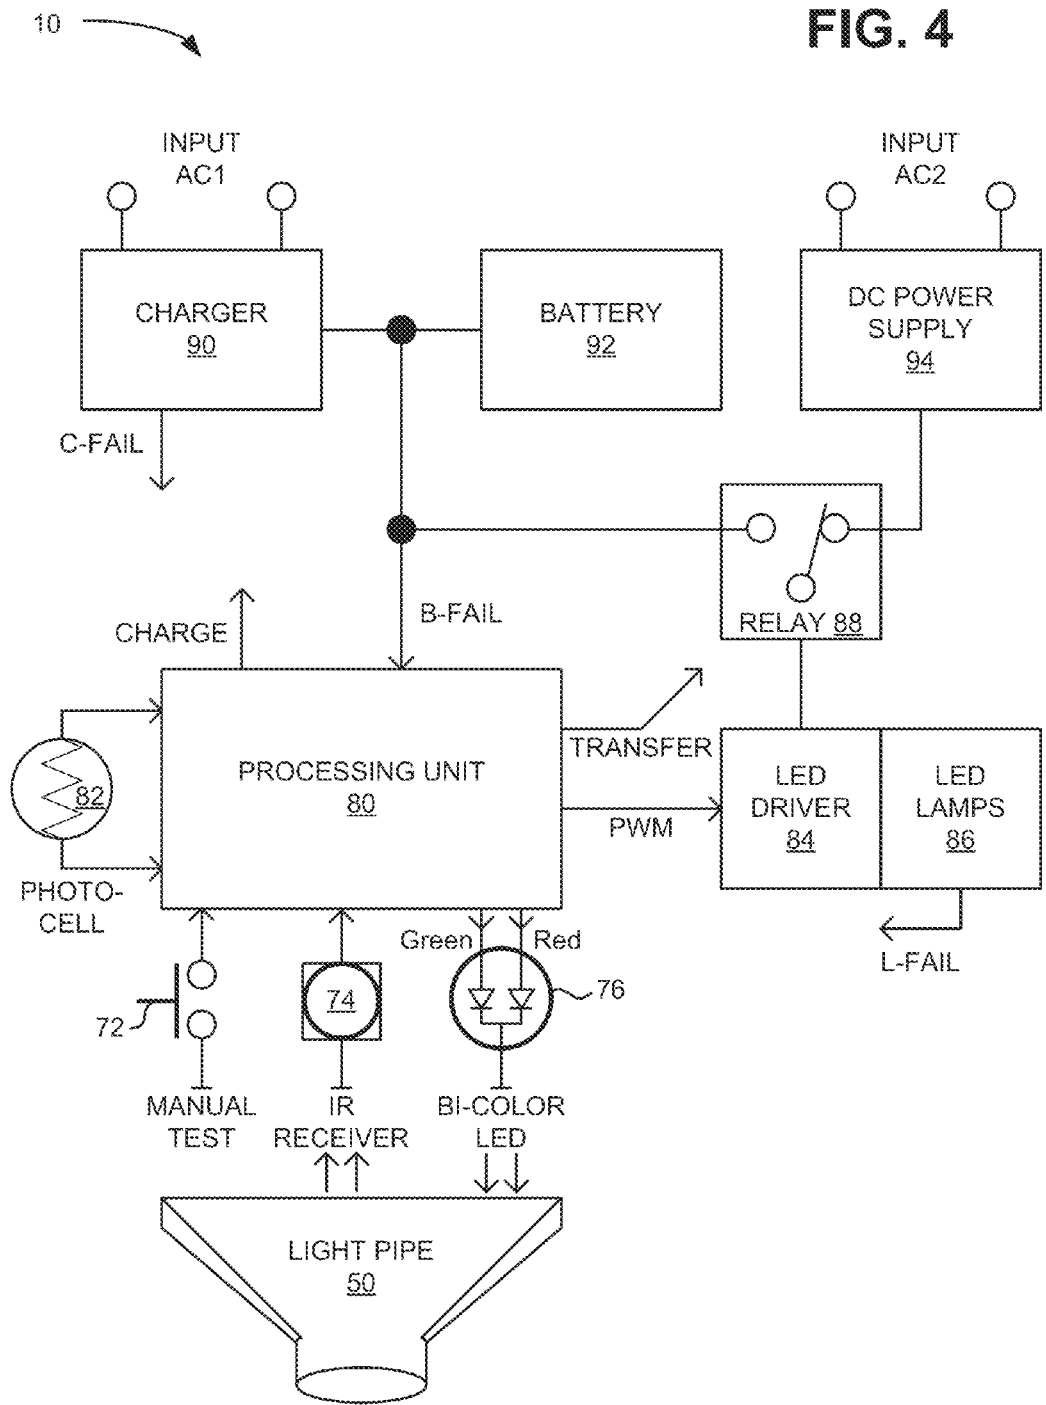 10
FIG. 4
INPUT
AC1
INPUT
AC2
CHARGER
90
BATTERY
92
DC POWER
SUPPLY
94
C-FAIL
RELAY 88
CHARGE
B-FAIL
TRANSFER
PROCESSING UNIT
80
PWM
LED
DRIVER
84
LED
LAMPS
86
82
PHOTO-
CELL
Green
Red
L-FAIL
72
74
76
MANUAL
TEST
IR
RECEIVER
BI-COLOR
LED
LIGHT PIPE
50